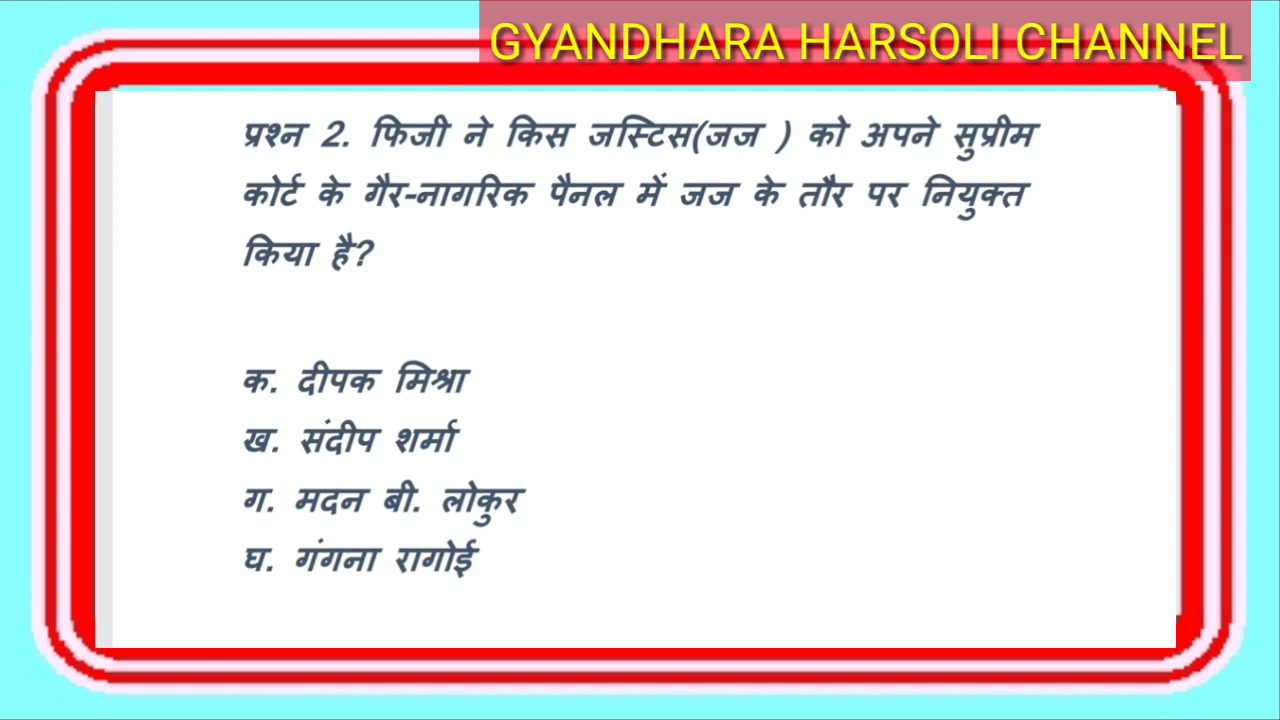 GYANDHARA HARSOLI CHANNEL
प्रश्न 2. फिजी ने किस जस्टिस(जज ) को अपने सुप्रीम
कोर्ट के गैर-नागरिक पैनल में जज के तौर पर नियुक्त
किया है?
क. दीपक मिश्रा
ख. संदीप शर्मा
ग. मदन बी. लोकुर
घ. गंगना रागोई